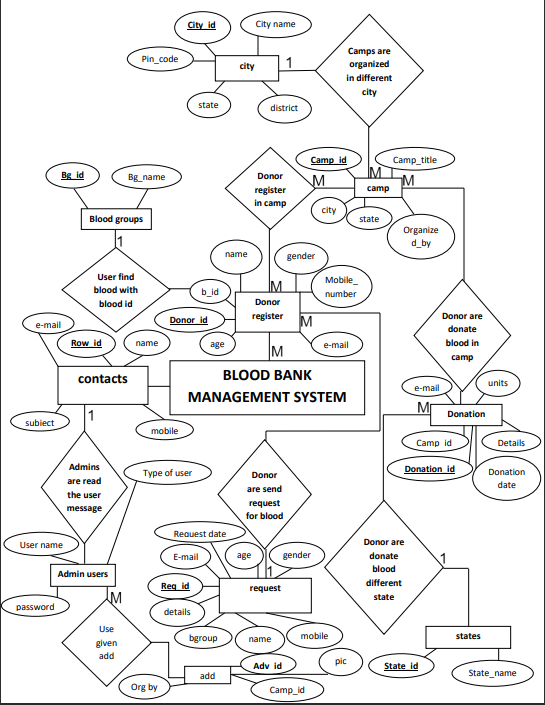 City_id
City name
Pin_code
city
1
state
district
Camps are
organized
in different
city
Camp_id
Camp_title
M
M
M
camp
city
state
Organize
d_by
Donor
register
in camp
Bg_id
Bg_name
Blood groups
1
User find
blood with
blood id
name
gender
Mobile_
number
b_id
M
Donor
register
M
Donor_id
age
e-mail
M
Donor are
donate
blood in
camp
e-mail
Row_id
name
contacts
BLOOD BANK
MANAGEMENT SYSTEM
subject
1
mobile
e-mail
units
M
Donation
Camp_id
Details
Donation_id
Donation
date
Admins
are read
the user
message
Type of user
Donor
are send
request
for blood
Donor are
donate
blood
different
state
1
Request date
E-mail
age
gender
1
User name
Admin users
Req_id
request
password
M
details
bgroup
name
mobile
states
Use
given
add
Adv_id
pic
State_id
State_name
add
Org by
Camp_id